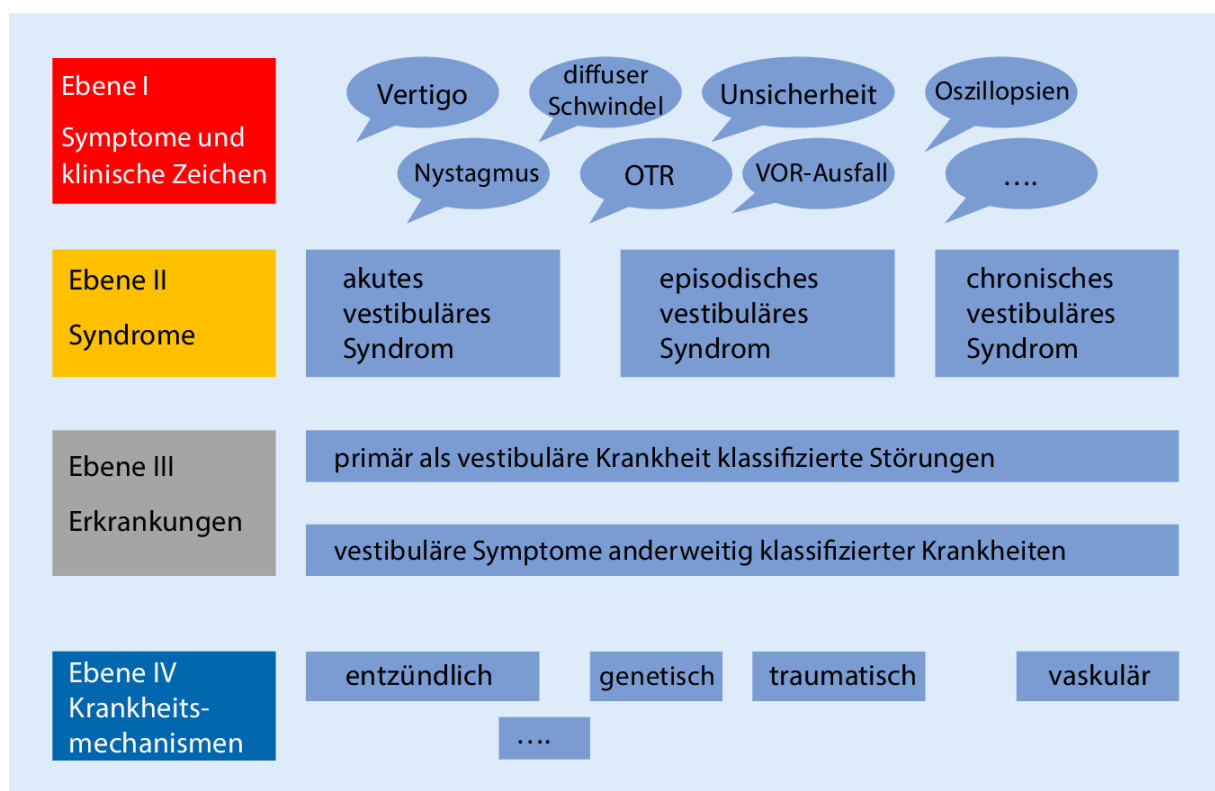 Ebene I
Symptome und
klinische Zeichen
Vertigo
diffuser
Schwindel
Unsicherheit
Oszillopsien
Nystagmus
OTR
VOR-Ausfall
....
Ebene II
Syndrome
akutes
vestibuläres
Syndrom
episodisches
vestibuläres
Syndrom
chronisches
vestibuläres
Syndrom
Ebene III
Erkrankungen
primär als vestibuläre Krankheit klassifizierte Störungen
vestibuläre Symptome anderweitig klassifizierter Krankheiten
Ebene IV
Krankheits-
mechanismen
entzündlich
genetisch
traumatisch
vaskulär
....